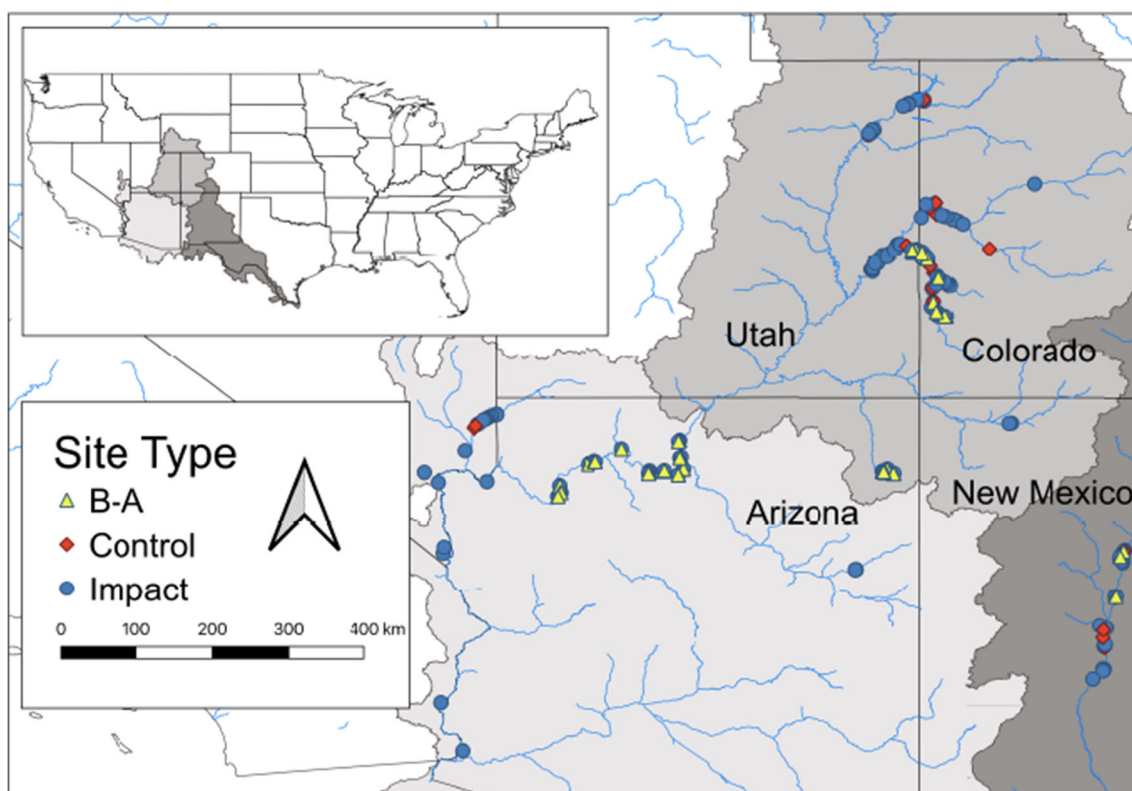 Utah
Colorado
Site Type
B-A
Control
Impact
0 100 200 300 400 km
Arizona
New Mexico